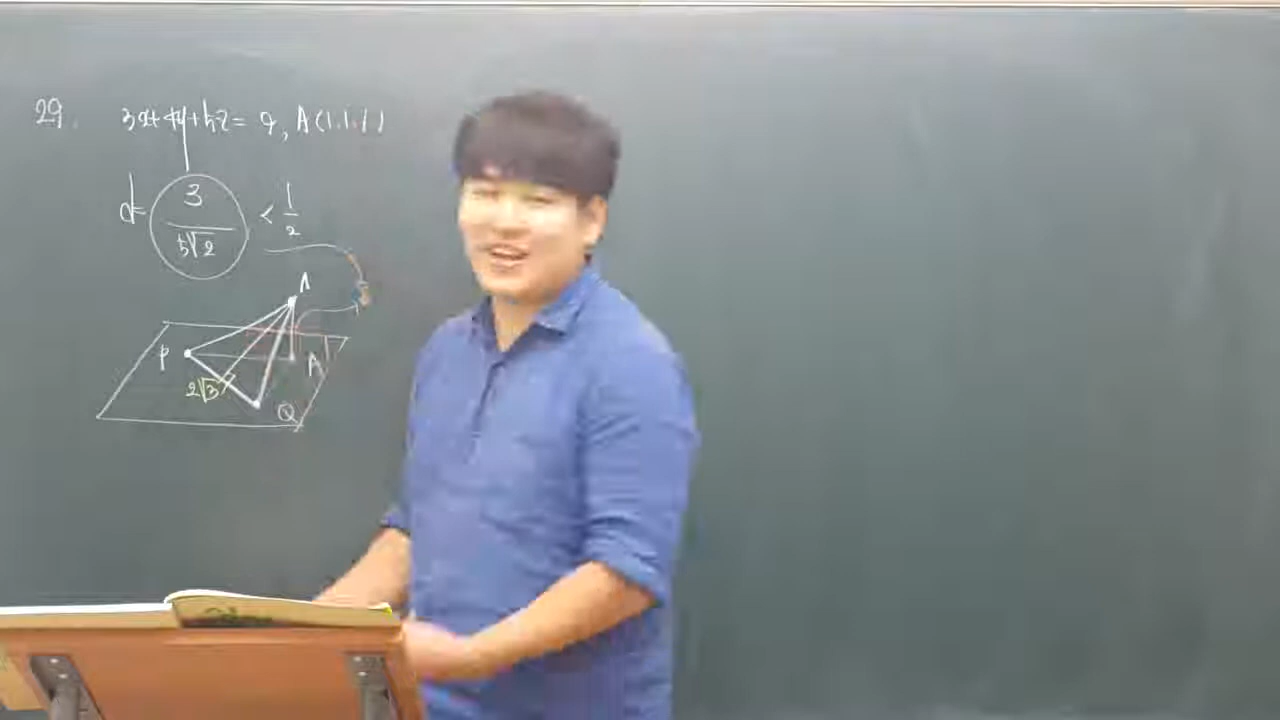 29. 3x+4y+5z = 9, A(1.1.1)
d= 3/5√2 < 1/2
A
P
A'
2√3
Q